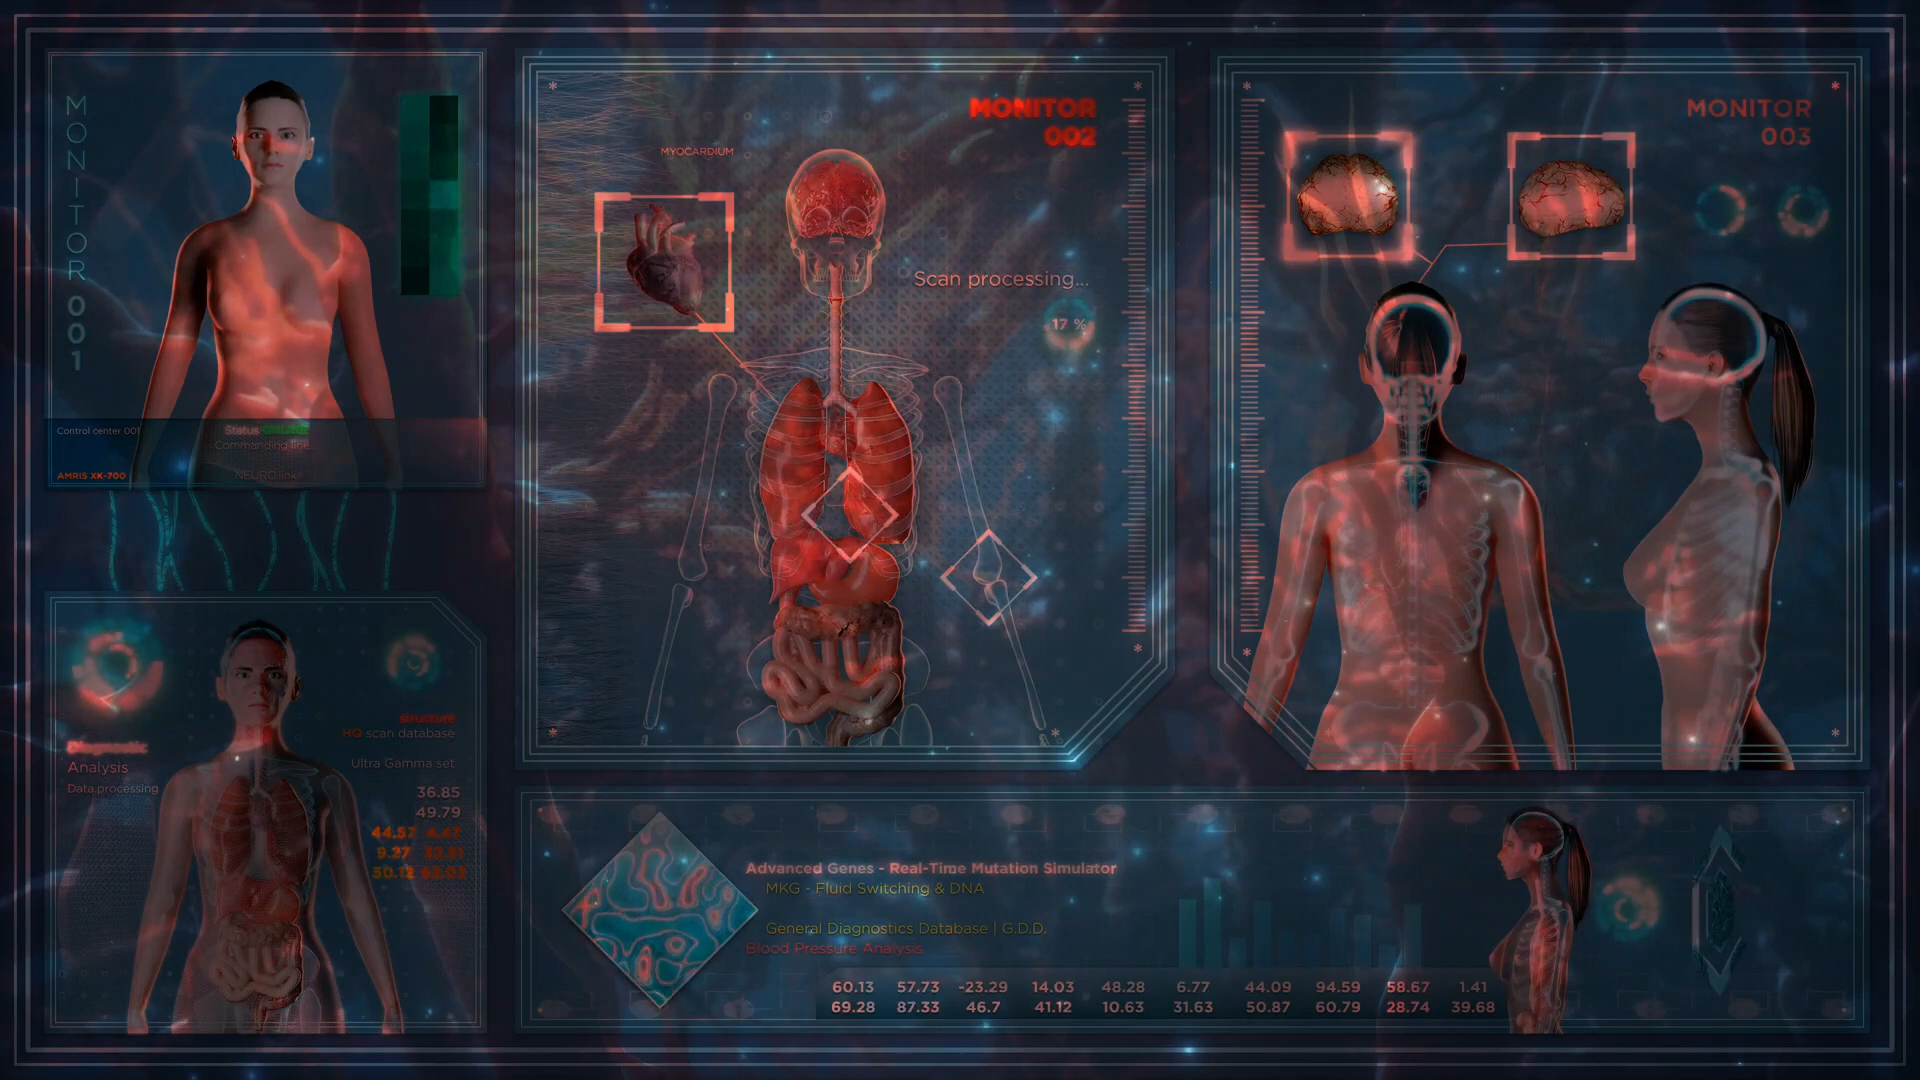 MONITOR 001
Control center 001
Status
Commanding line...
AMRIS XK-700
NEURO.link
Diagnostic
Analysis
Data.processing
structure
HQ scan database
Ultra Gamma set
36.85
49.79
44.57
9.27
50.12
MONITOR
002
MYOCARDIUM
Scan processing...
17 %
MONITOR
003
Advanced Genes - Real-Time Mutation Simulator
MKG - Fluid Switching & DNA
General Diagnostics Database | G.D.D.
Blood Pressure Analysis
60.13 57.73 -23.29 14.03 48.28 6.77 44.09 94.59 58.67 1.41
69.28 87.33 46.7 41.12 10.63 31.63 50.87 60.79 28.74 39.68